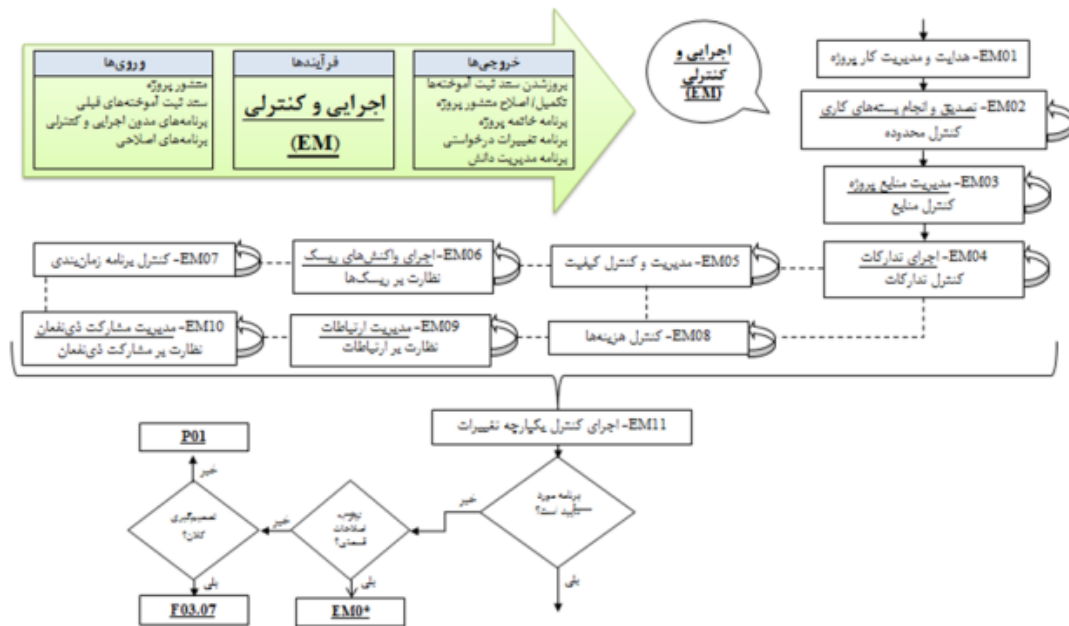 ورودی‌ها
منشور پروژه
سند ثبت آموخته‌های قبلی
برنامه‌های مدون اجرایی و کنترلی
برنامه‌های اصلاحی
فرآیندها
اجرایی و کنترلی
(EM)
خروجی‌ها
بروزشدن سند ثبت آموخته‌ها
تکمیل/ اصلاح منشور پروژه
برنامه خاتمه پروژه
برنامه تغییرات درخواستی
برنامه مدیریت دانش
اجرایی و
کنترلی
(EM)
EM01- هدایت و مدیریت کار پروژه
EM02- تصدیق و انجام بسته‌های کاری
کنترل محدوده
EM03- مدیریت منابع پروژه
کنترل منابع
EM04- اجرای تدارکات
کنترل تدارکات
EM05- مدیریت و کنترل کیفیت
EM06- اجرای واکنش‌های ریسک
نظارت بر ریسک‌ها
EM07- کنترل برنامه زمان‌بندی
EM08- کنترل هزینه‌ها
EM09- مدیریت ارتباطات
نظارت بر ارتباطات
EM10- مدیریت مشارکت ذی‌نفعان
نظارت بر مشارکت ذی‌نفعان
EM11- اجرای کنترل یکپارچه تغییرات
برنامه مورد
تأیید است؟
خیر
بلی
اصلاحات
قسمتی؟
خیر
بلی
EM0*
تصمیم‌گیری
کلان؟
خیر
P01
بلی
F03.07